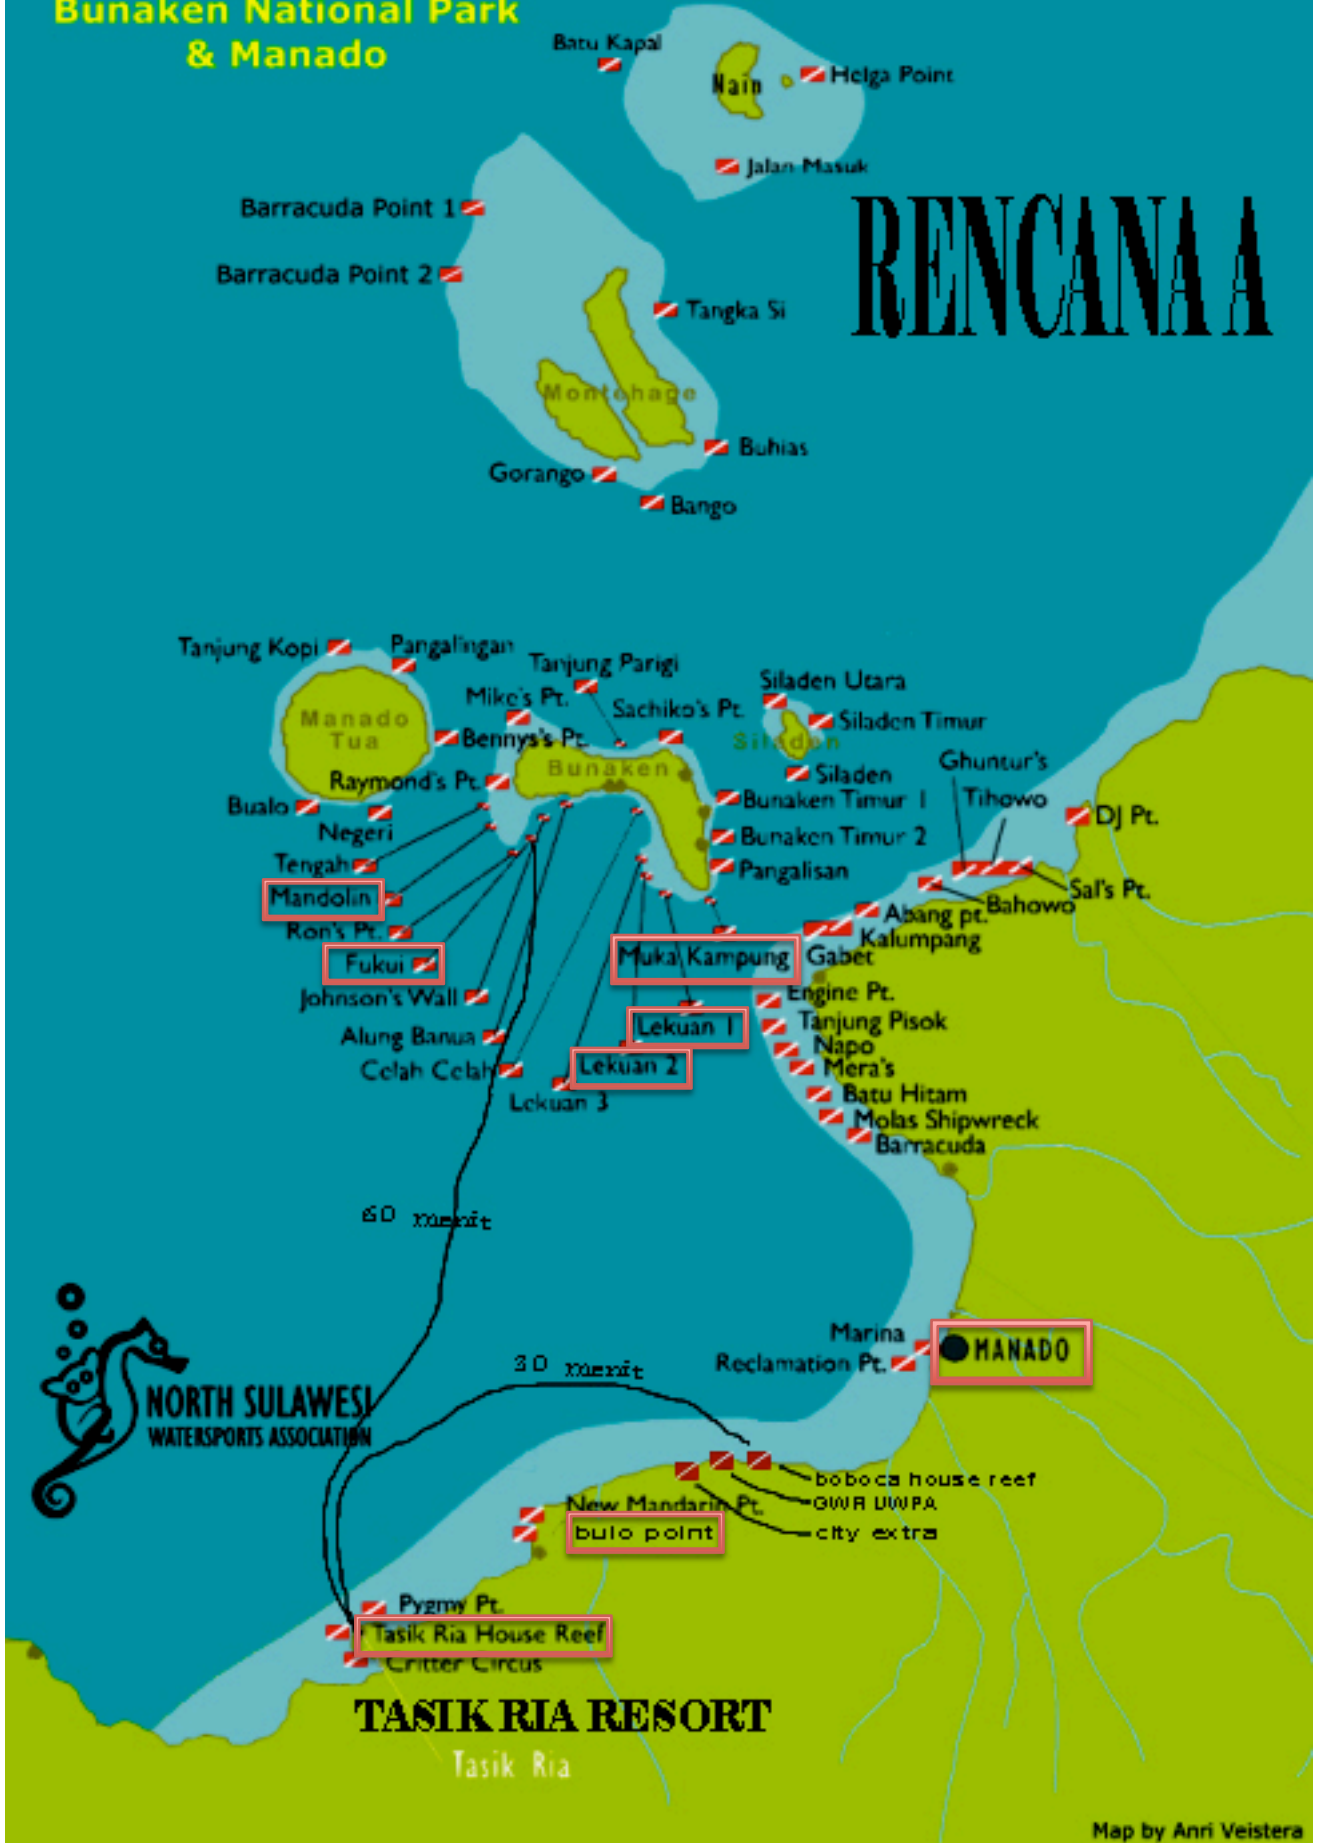 Bunaken National Park
& Manado
Batu Kapal
Nain
Helga Point
Jalan Masuk
Barracuda Point 1
RENCANA A
Barracuda Point 2
Tangka Si
Montehage
Buhias
Gorango
Bango
Tanjung Kopi
Pangalingan
Tanjung Parigi
Siladen Utara
Mike's Pt.
Sachiko's Pt.
Manado
Tua
Siladen Timur
Bennys's Pt.
Siladen
Ghuntur's
Bunaken
Raymond's Pt.
Siladen
Tihowo
Bualo
Bunaken Timur 1
DJ Pt.
Negeri
Bunaken Timur 2
Tengah
Pangalisan
Sal's Pt.
Mandolin
Bahowo
Abang pt.
Ron's Pt.
Kalumpang
Muka Kampung
Gabet
Fukui
Johnson's Wall
Engine Pt.
Lekuan 1
Tanjung Pisok
Alung Banua
Napo
Celah Celah
Lekuan 2
Mera's
Lekuan 3
Batu Hitam
Molas Shipwreck
Barracuda
60 menit
Marina
MANADO
Reclamation Pt.
30 menit
NORTH SULAWESI
WATERSPORTS ASSOCIATION
boboca house reef
New Mandarin Pt.
GWR UWPA
bulo point
city extra
Pygmy Pt.
Tasik Ria House Reef
Critter Circus
TASIK RIA RESORT
Tasik Ria
Map by Anri Veistera